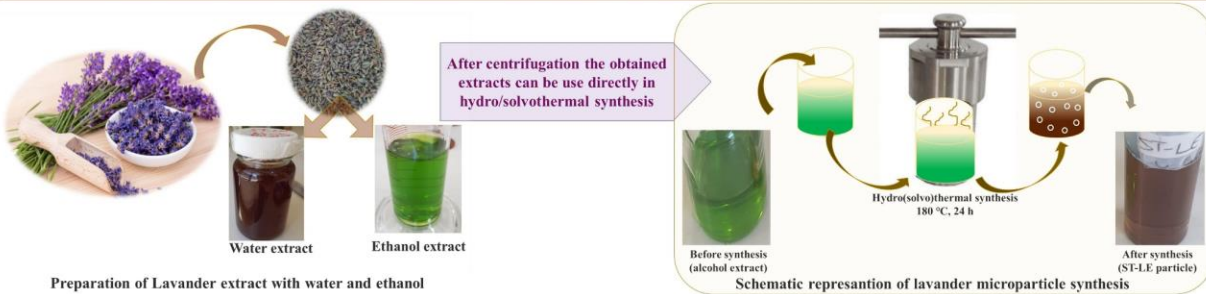 After centrifugation the obtained
extracts can be use directly in
hydro/solvothermal synthesis
Water extract
Ethanol extract
Preparation of Lavander extract with water and ethanol
Before synthesis
(alcohol extract)
Hydro(solvo)thermal synthesis
180 °C, 24 h
ST-LE
After synthesis
(ST-LE particle)
Schematic represantion of lavander microparticle synthesis